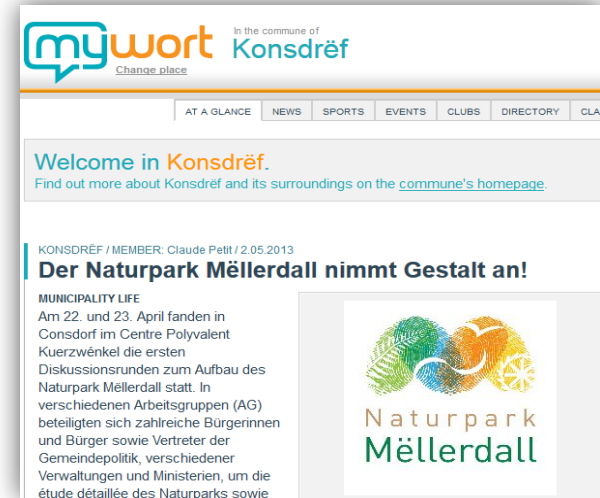 mywort
In the commune of
Konsdrëf
Change place
AT A GLANCE NEWS SPORTS EVENTS CLUBS DIRECTORY CLA
Welcome in Konsdrëf.
Find out more about Konsdrëf and its surroundings on the commune's homepage.
KONSDRËF / MEMBER: Claude Petit / 2.05.2013
Der Naturpark Mëllerdall nimmt Gestalt an!
MUNICIPALITY LIFE
Am 22. und 23. April fanden in
Consdorf im Centre Polyvalent
Kuerzwénkel die ersten
Diskussionsrunden zum Aufbau des
Naturpark Mëllerdall statt. In
verschiedenen Arbeitsgruppen (AG)
beteiligten sich zahlreiche Bürgerinnen
und Bürger sowie Vertreter der
Gemeindepolitik, verschiedener
Verwaltungen und Ministerien, um die
étude détaillée des Naturparks sowie
Naturpark
Mëllerdall